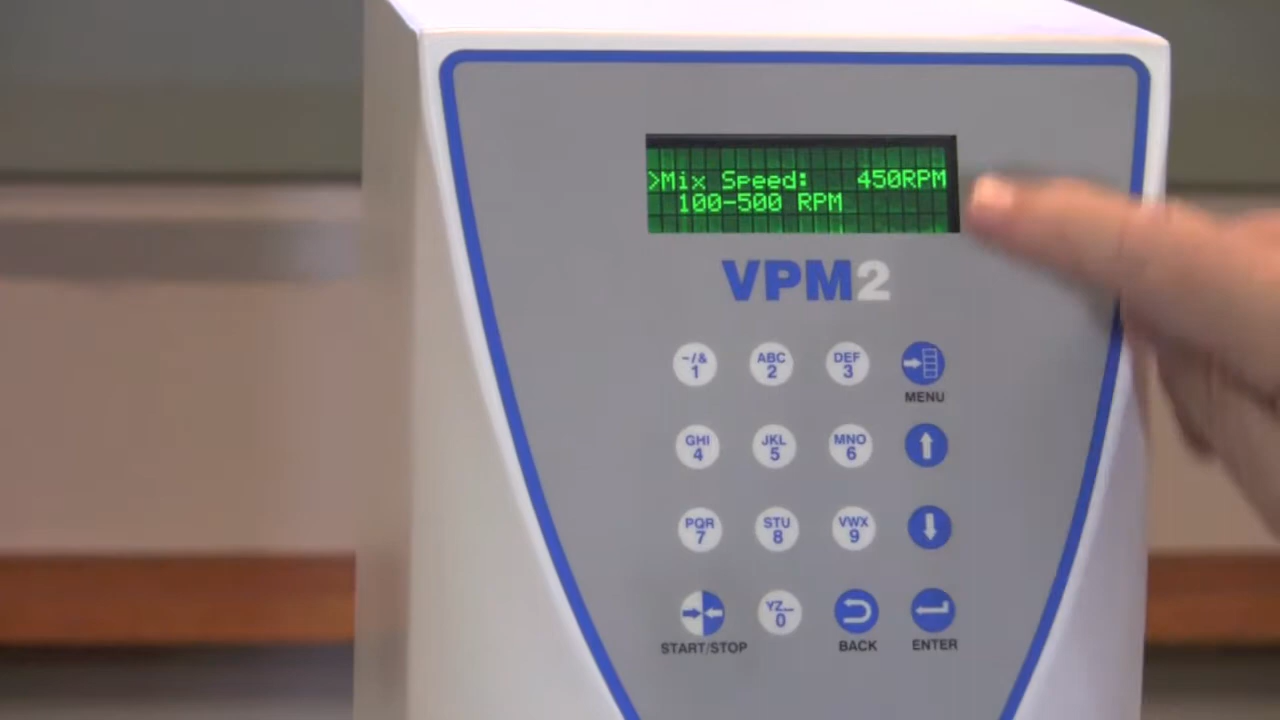 >Mix Speed: 450RPM
100-500 RPM
VPM2
-/& 1
ABC 2
DEF 3
MENU
GHI 4
JKL 5
MNO 6
PQR 7
STU 8
VWX 9
START/STOP
YZ_ 0
BACK
ENTER